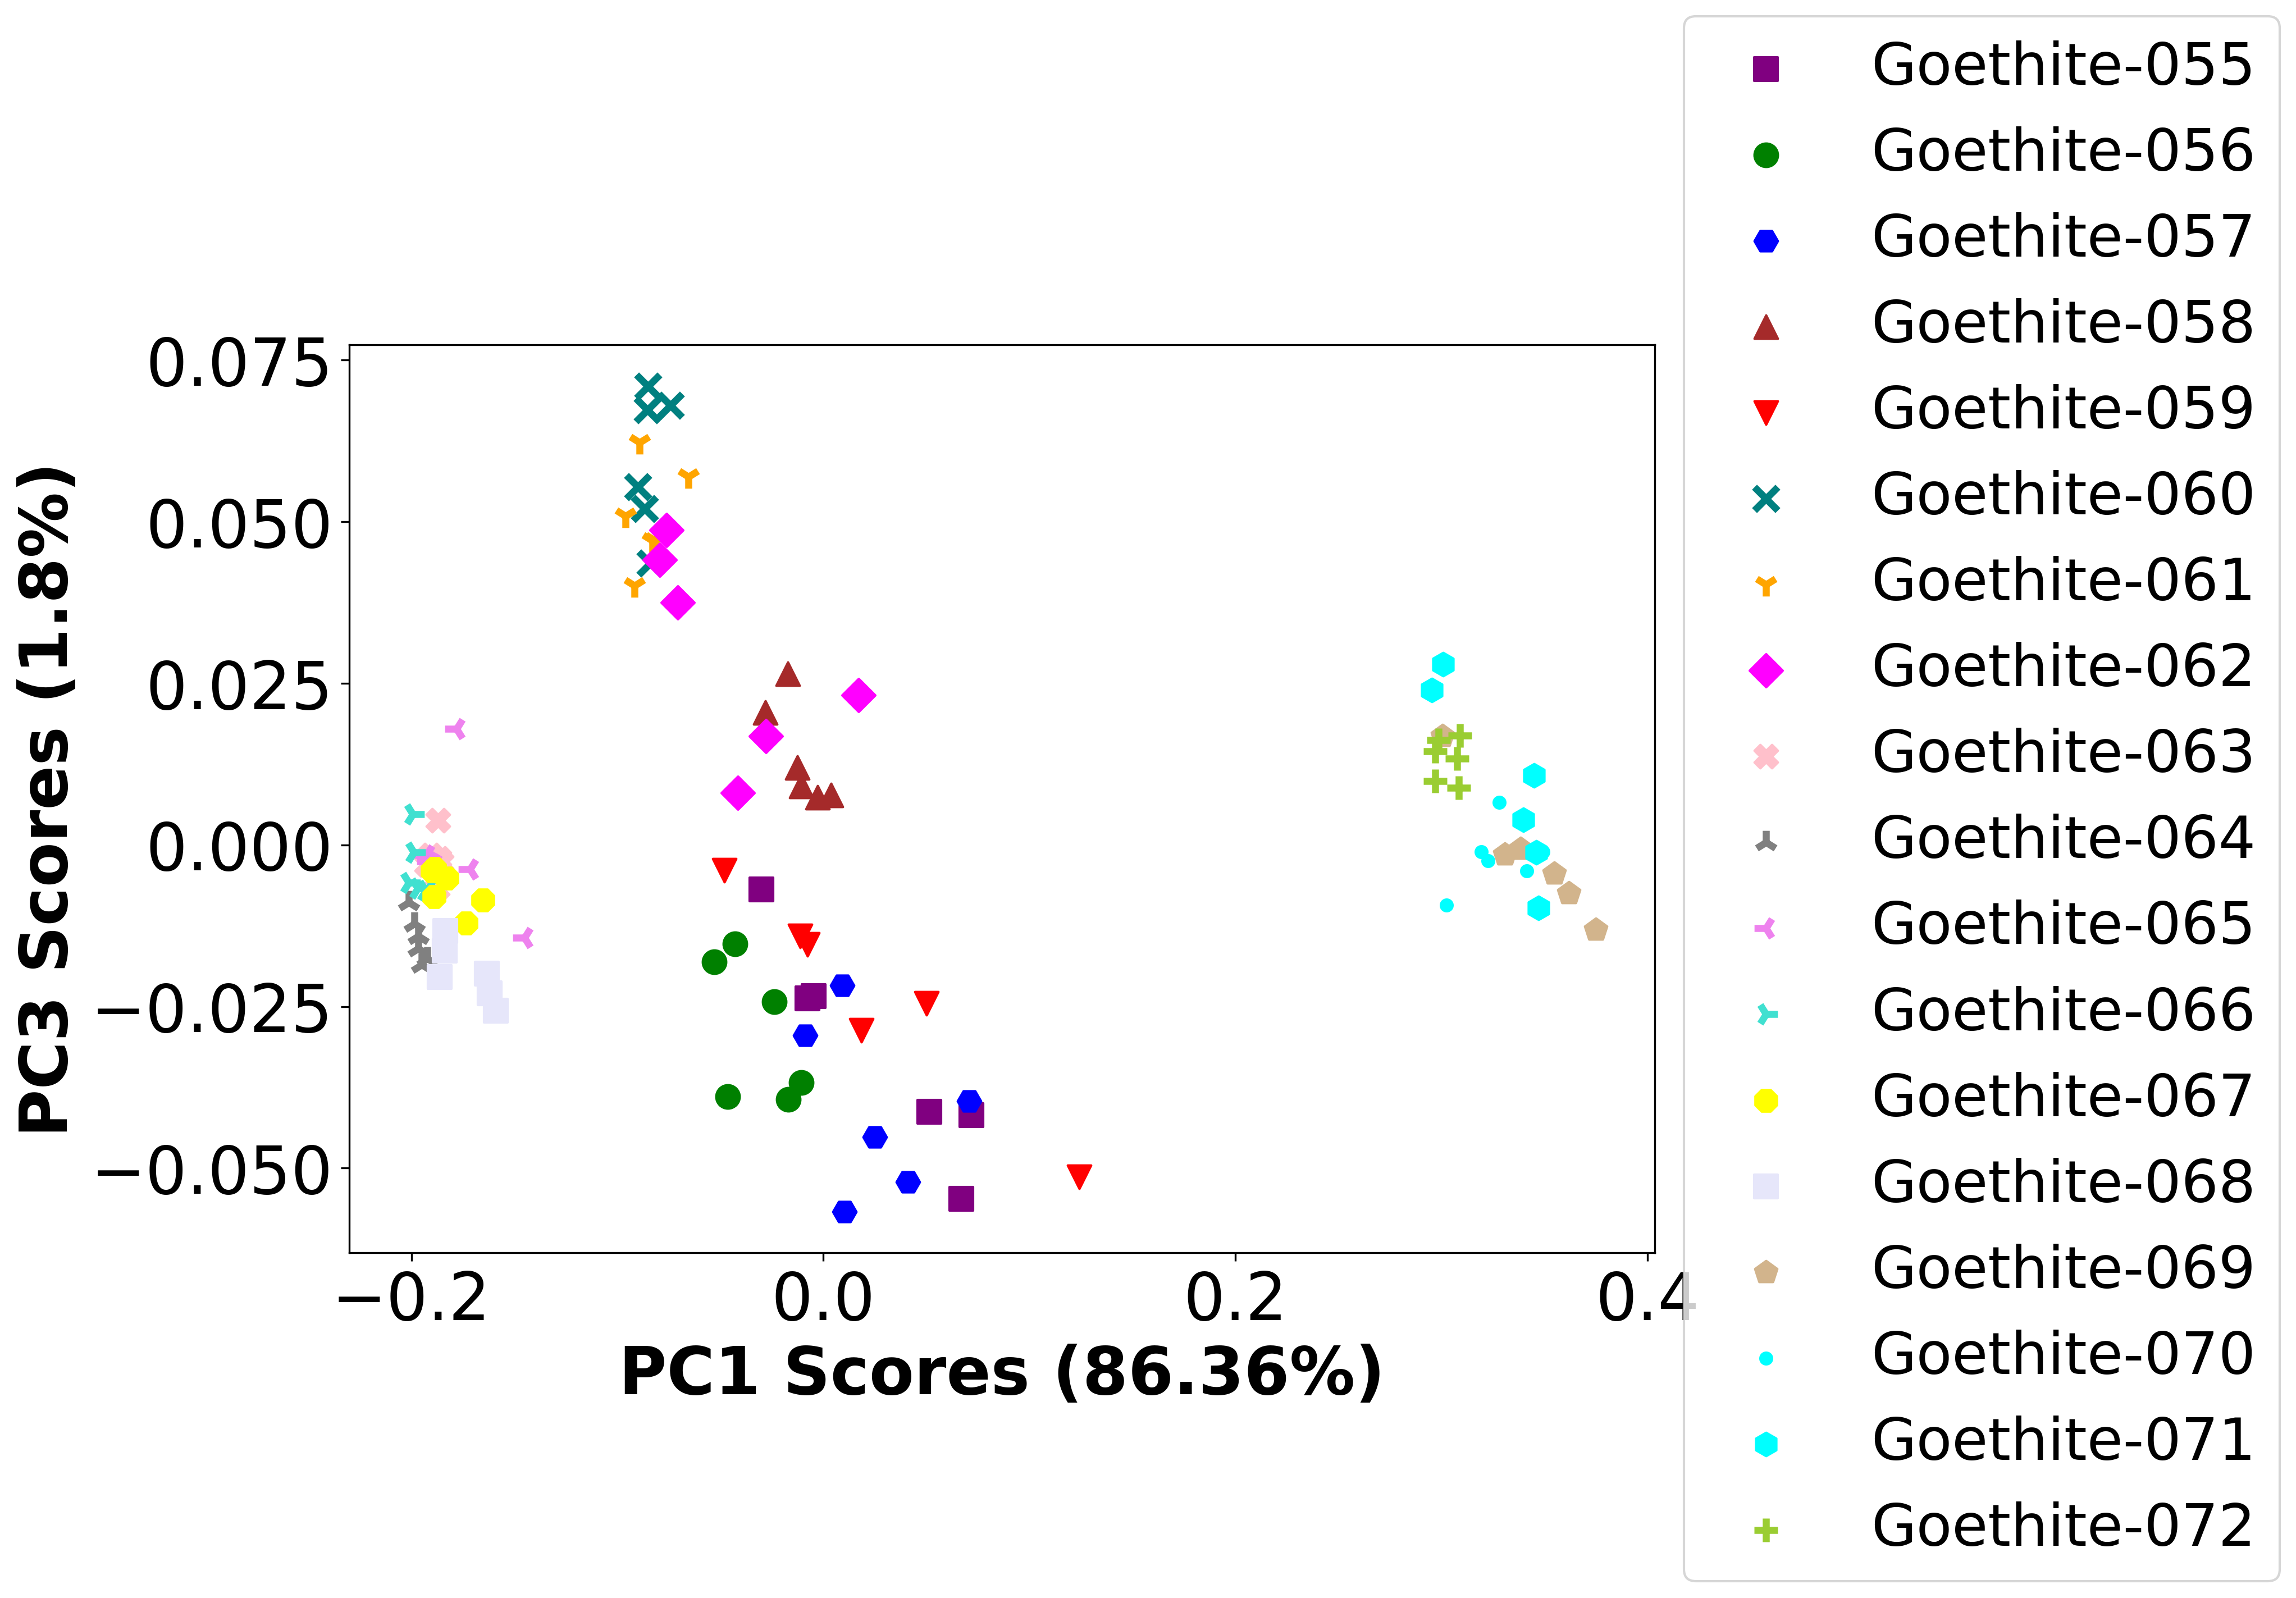 PC3 Scores (1.8%)
0.075
0.050
0.025
0.000
−0.025
−0.050
−0.2
0.0
0.2
0.4
PC1 Scores (86.36%)
Goethite-055
Goethite-056
Goethite-057
Goethite-058
Goethite-059
Goethite-060
Goethite-061
Goethite-062
Goethite-063
Goethite-064
Goethite-065
Goethite-066
Goethite-067
Goethite-068
Goethite-069
Goethite-070
Goethite-071
Goethite-072